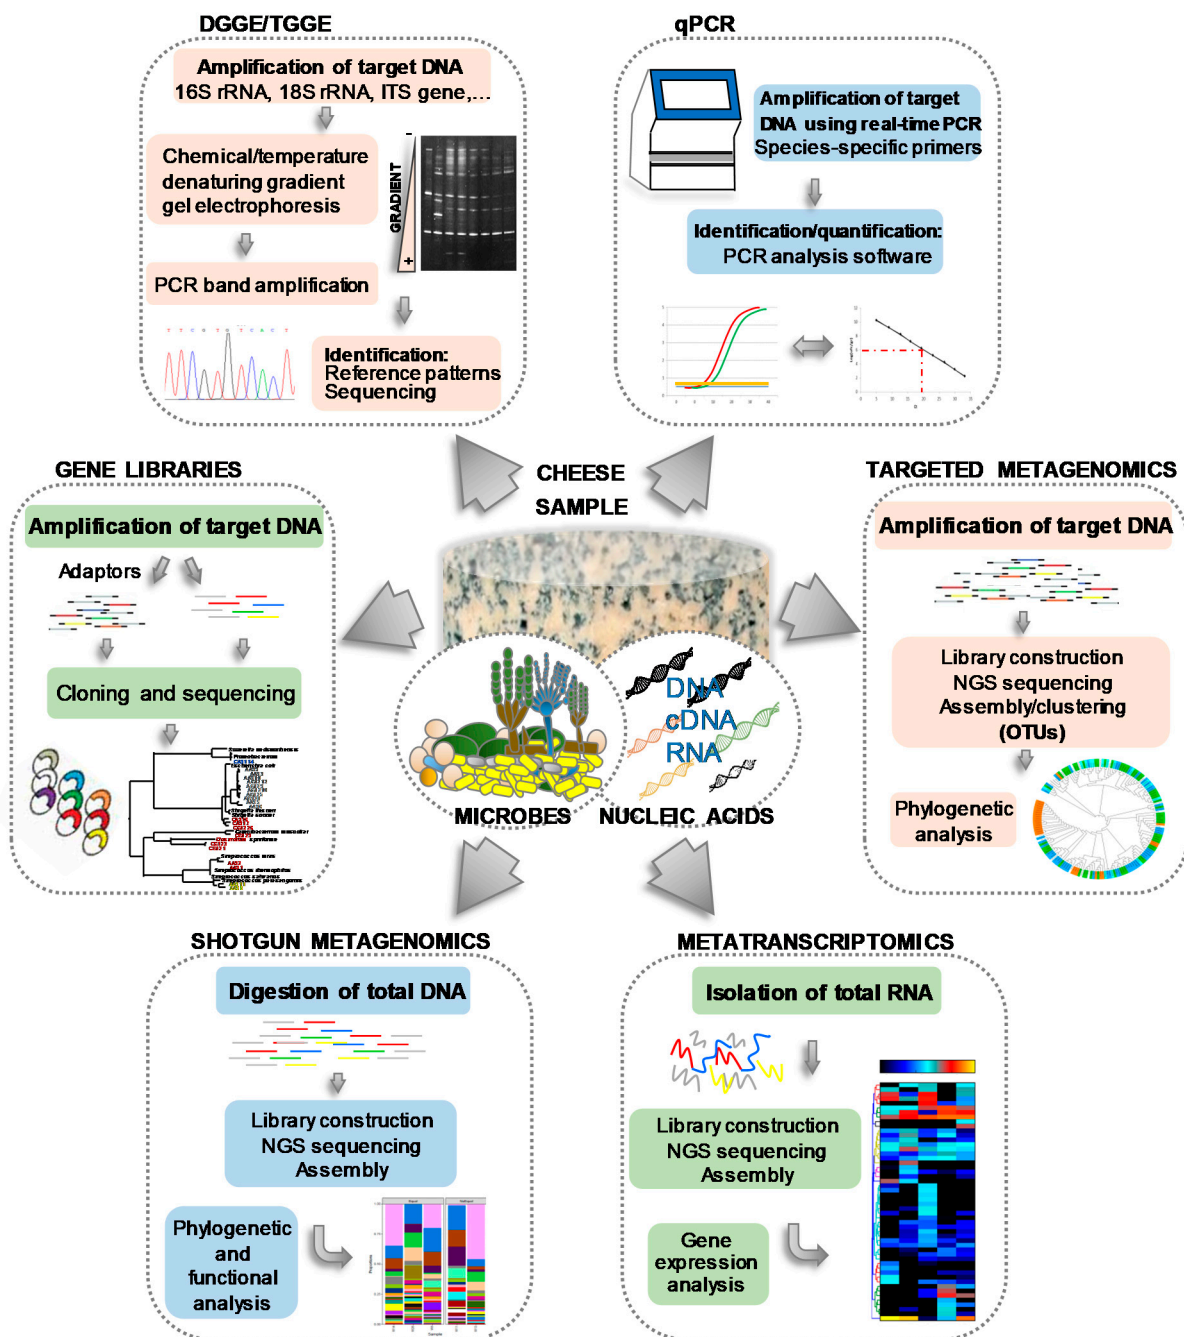 DGGE/TGGE
Amplification of target DNA
16S rRNA, 18S rRNA, ITS gene,...
Chemical/temperature
denaturing gradient
gel electrophoresis
-
GRADIENT
+
PCR band amplification
T T C G T G T C A C T
Identification:
Reference patterns
Sequencing
qPCR
Amplification of target
DNA using real-time PCR
Species-specific primers
Identification/quantification:
PCR analysis software
GENE LIBRARIES
Amplification of target DNA
Adaptors
Cloning and sequencing
CHEESE
SAMPLE
DNA
cDNA
RNA
MICROBES
NUCLEIC ACIDS
TARGETED METAGENOMICS
Amplification of target DNA
Library construction
NGS sequencing
Assembly/clustering
(OTUs)
Phylogenetic
analysis
SHOTGUN METAGENOMICS
Digestion of total DNA
Library construction
NGS sequencing
Assembly
Phylogenetic
and
functional
analysis
METATRANSCRIPTOMICS
Isolation of total RNA
Library construction
NGS sequencing
Assembly
Gene
expression
analysis